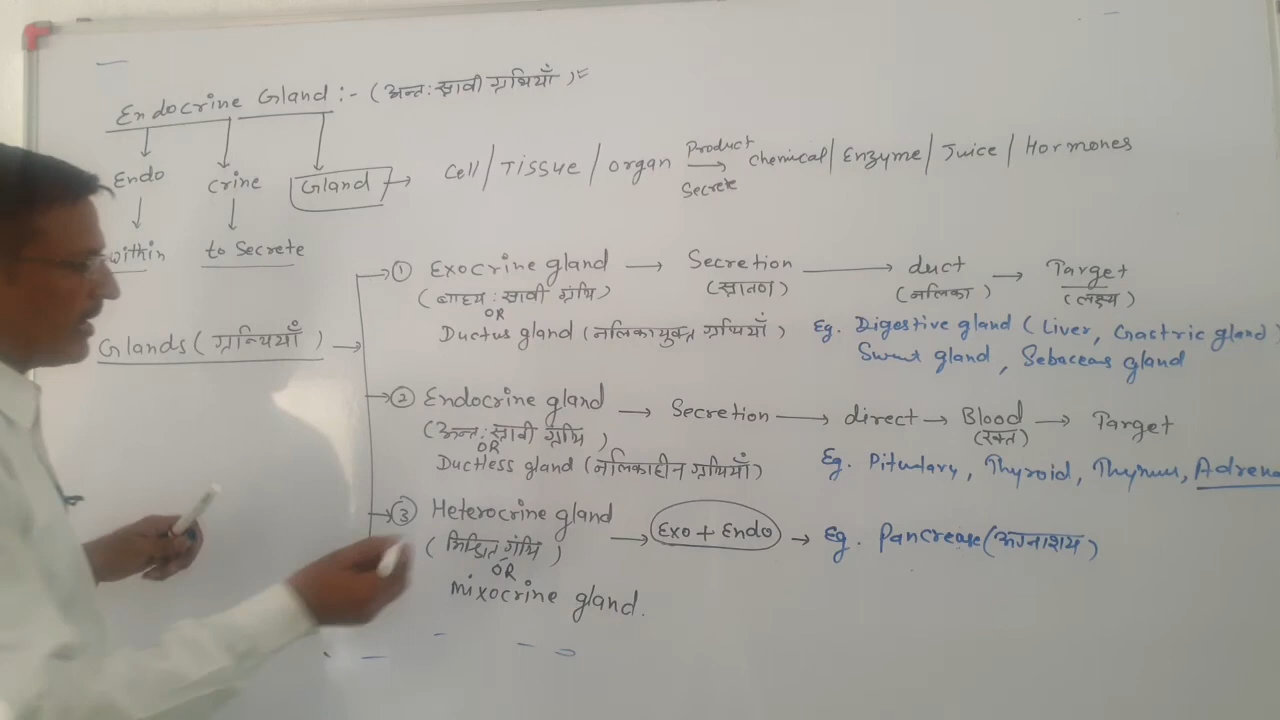 Endocrine Gland :- (अन्त: स्रावी ग्रंथियाँ) =
Endo crine Gland → Cell/Tissue/organ Product → Secrete Chemical/Enzyme/Juice/Hormones
within to Secrete
Glands (ग्रन्थियाँ) →
① Exocrine gland → Secretion → duct → Target
(बाह्य: स्रावी ग्रंथि) (स्रावण) (नलिका) (लक्ष्य)
OR
Ductus gland (नलिकायुक्त ग्रंथियाँ) Eg. Digestive gland (Liver, Gastric gland)
Sweat gland, Sebaceas gland
② Endocrine gland → Secretion → direct → Blood → Target
(अन्त: स्रावी ग्रंथि) (रक्त)
OR
Ductless gland (नलिकाहीन ग्रंथियाँ) Eg. Pitutary, Thyroid, Thymus, Adrena
③ Heterocrine gland → Exo + Endo → Eg. Pancrease (अग्नाशय)
(मिश्रित ग्रंथि)
OR
mixocrine gland.